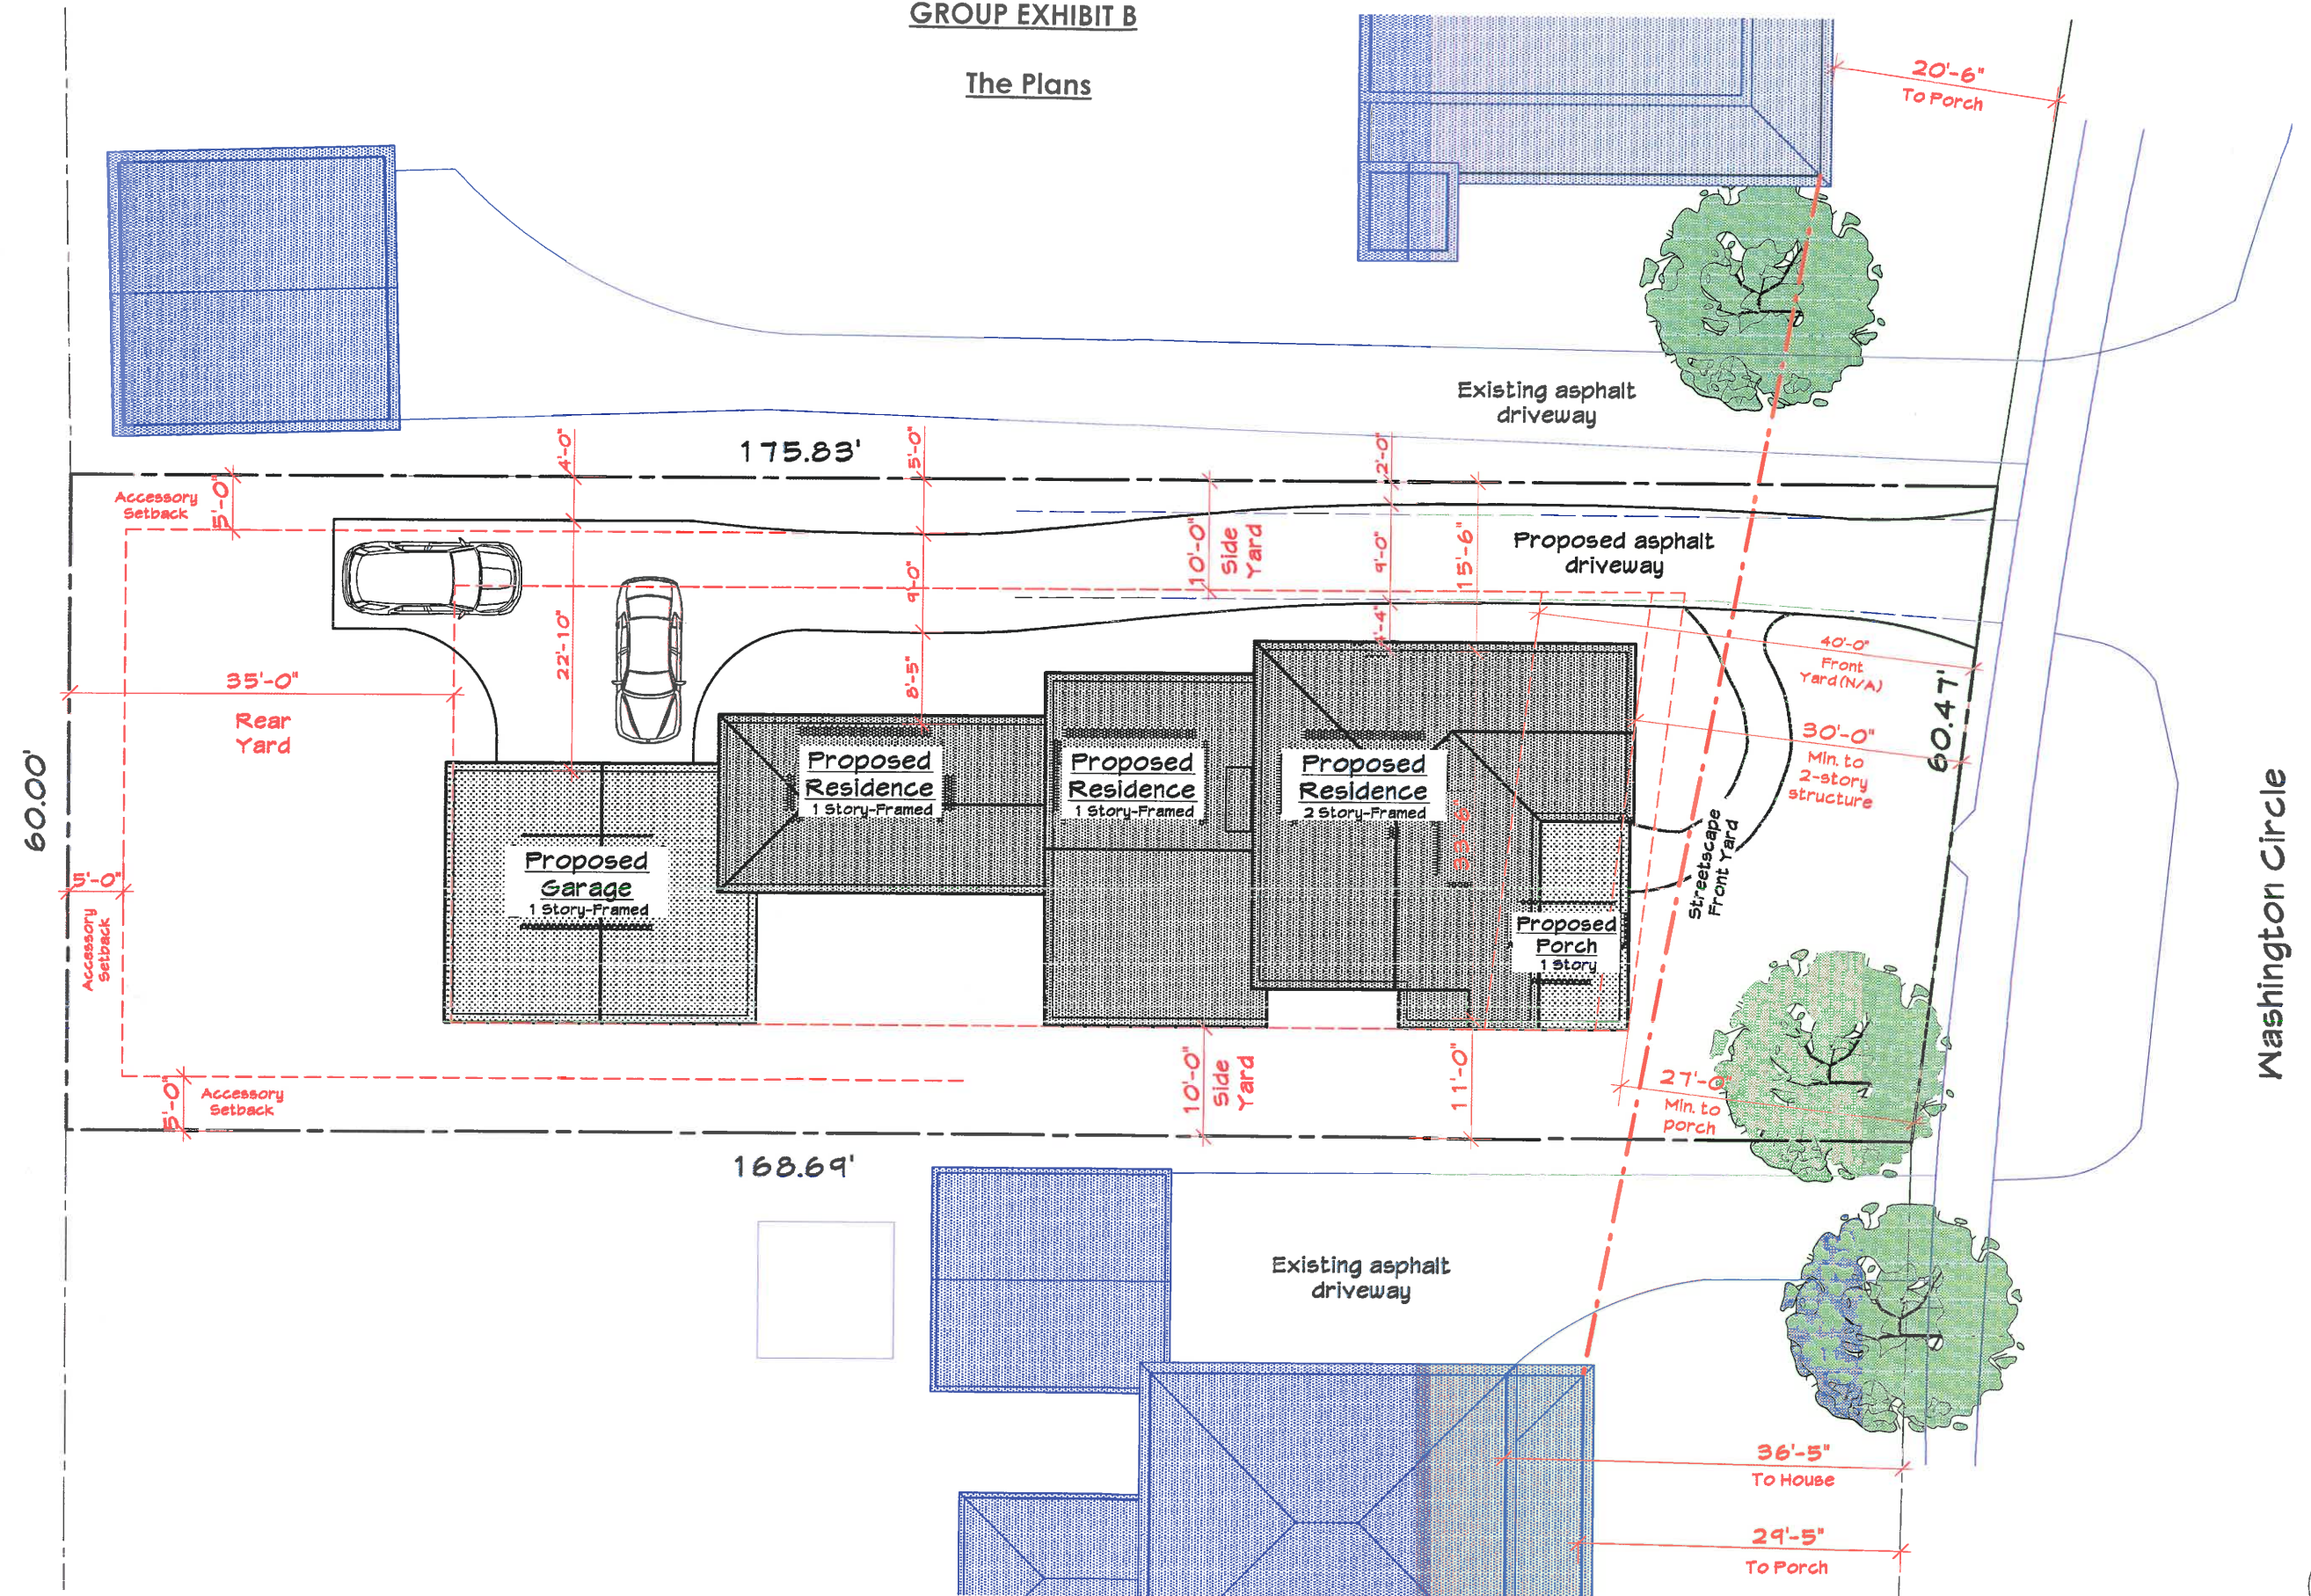 GROUP EXHIBIT B
The Plans
20'-6"
To Porch
Existing asphalt
driveway
175.83'
4'-0"
5'-0"
2'-0"
Accessory
Setback
5'-0"
10'-0"
Side
Yard
9'-0"
15'-6"
Proposed asphalt
driveway
9'-0"
22'-10"
8'-5"
4'-4"
40'-0"
Front
Yard (N/A)
60.47'
35'-0"
Rear
Yard
30'-0"
Min. to
2-story
structure
60.00'
Proposed
Residence
1 Story-Framed
Proposed
Residence
1 Story-Framed
Proposed
Residence
2 Story-Framed
33'-6"
Streetscape
Front Yard
Washington Circle
Proposed
Garage
1 Story-Framed
5'-0"
Accessory
Setback
Proposed
Porch
1 Story
10'-0"
Side
Yard
11'-0"
27'-0"
Min. to
porch
5'-0"
Accessory
Setback
168.69'
Existing asphalt
driveway
36'-5"
To House
29'-5"
To Porch